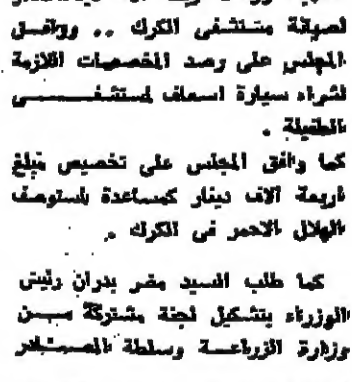 لصيانة مستشفى الكرك .. ووافق
المجلس على رصد المخصصات اللازمة
لشراء سيارة اسعاف لمستشفى
الطفيلة .
كما وافق المجلس على تخصيص مبلغ
اربعة الاف دينار كمساعدة لمستوصف
الهلال الاحمر في الكرك .
كما طلب السيد مضر بدران رئيس
الوزراء بتشكيل لجنة مشتركة من
وزارة الزراعة وسلطة